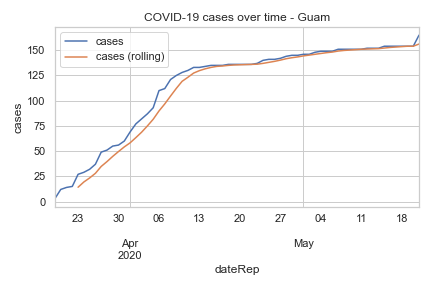 COVID-19 cases over time - Guam
cases
cases (rolling)
150
125
100
75
50
25
0
cases
23 30 06 13 20 27 04 11 18
Apr May
2020
dateRep